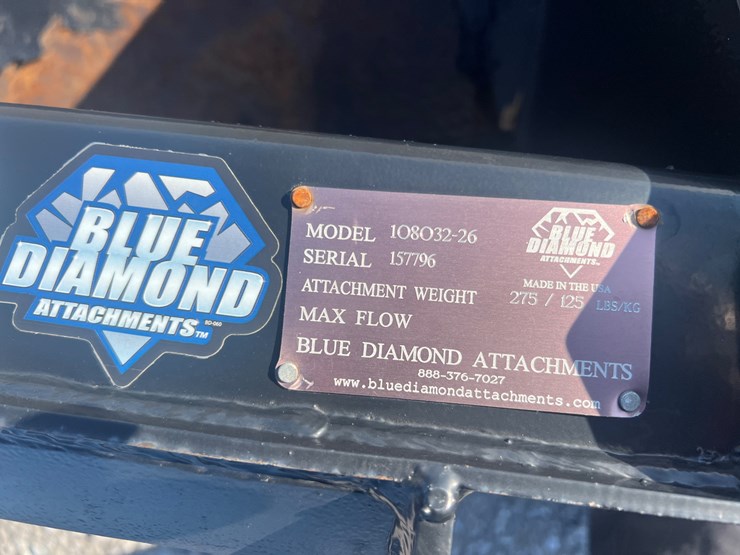 BLUE
DIAMOND
ATTACHMENTS TM
MODEL 108032-26
SERIAL 157796
ATTACHMENT WEIGHT 275 / 125 LBS/KG
MAX FLOW
BLUE DIAMOND ATTACHMENTS
888-376-7027
www.bluediamondattachments.com
BLUE
DIAMOND
ATTACHMENTS
MADE IN THE USA